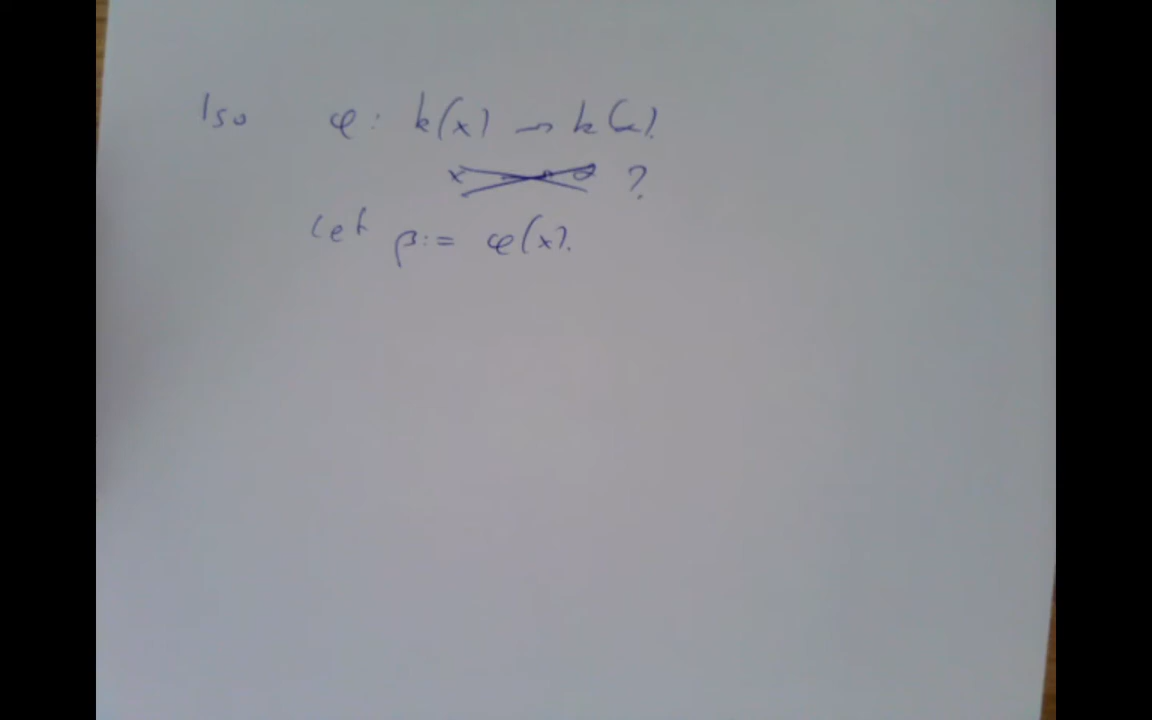 Iso φ: k(x) → k(α).
?
Let β := φ(x).